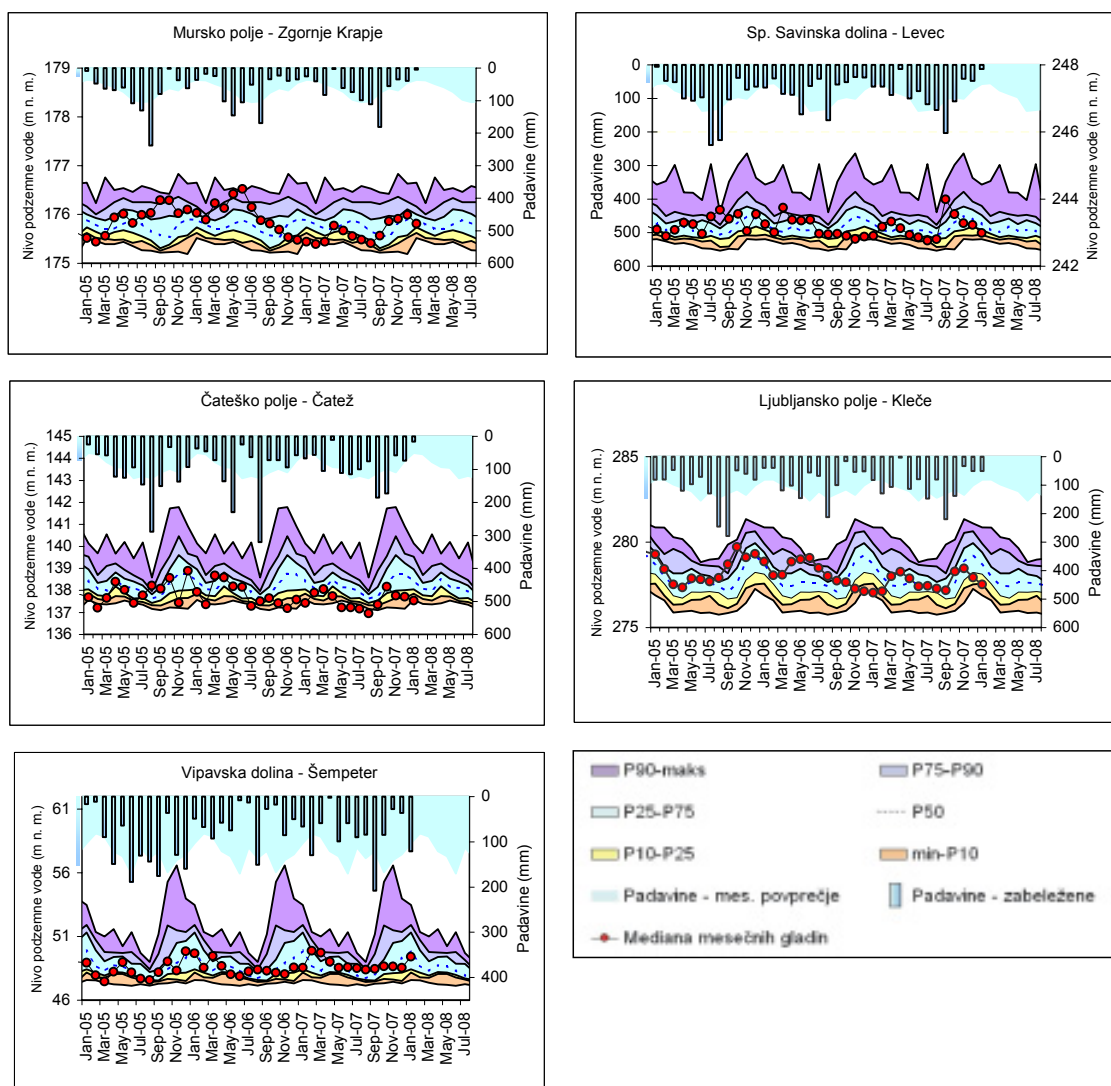 Mursko polje - Zgornje Krapje
Nivo podzemne vode (m n. m.)
179
178
177
176
175
0
100
200
300
400
500
600
Padavine (mm)
Jan-05
Mar-05
May-05
Jul-05
Sep-05
Nov-05
Jan-06
Mar-06
May-06
Jul-06
Sep-06
Nov-06
Jan-07
Mar-07
May-07
Jul-07
Sep-07
Nov-07
Jan-08
Mar-08
May-08
Jul-08
Sp. Savinska dolina - Levec
Padavine (mm)
0
100
200
300
400
500
600
248
246
244
242
Nivo podzemne vode (m n. m.)
Jan-05
Mar-05
May-05
Jul-05
Sep-05
Nov-05
Jan-06
Mar-06
May-06
Jul-06
Sep-06
Nov-06
Jan-07
Mar-07
May-07
Jul-07
Sep-07
Nov-07
Jan-08
Mar-08
May-08
Jul-08
Čateško polje - Čatež
Nivo podzemne vode (m n. m.)
145
144
143
142
141
140
139
138
137
136
0
100
200
300
400
500
600
Padavine (mm)
Jan-05
Mar-05
May-05
Jul-05
Sep-05
Nov-05
Jan-06
Mar-06
May-06
Jul-06
Sep-06
Nov-06
Jan-07
Mar-07
May-07
Jul-07
Sep-07
Nov-07
Jan-08
Mar-08
May-08
Jul-08
Ljubljansko polje - Kleče
Nivo podzemne vode (m n. m.)
285
280
275
0
100
200
300
400
500
600
Padavine (mm)
Jan-05
Mar-05
May-05
Jul-05
Sep-05
Nov-05
Jan-06
Mar-06
May-06
Jul-06
Sep-06
Nov-06
Jan-07
Mar-07
May-07
Jul-07
Sep-07
Nov-07
Jan-08
Mar-08
May-08
Jul-08
Vipavska dolina - Šempeter
Nivo podzemne vode (m n. m.)
61
56
51
46
0
100
200
300
400
Padavine (mm)
Jan-05
Mar-05
May-05
Jul-05
Sep-05
Nov-05
Jan-06
Mar-06
May-06
Jul-06
Sep-06
Nov-06
Jan-07
Mar-07
May-07
Jul-07
Sep-07
Nov-07
Jan-08
Mar-08
May-08
Jul-08
P90-maks
P75-P90
P25-P75
P50
P10-P25
min-P10
Padavine - mes. povprečje
Padavine - zabeležene
Mediana mesečnih gladin